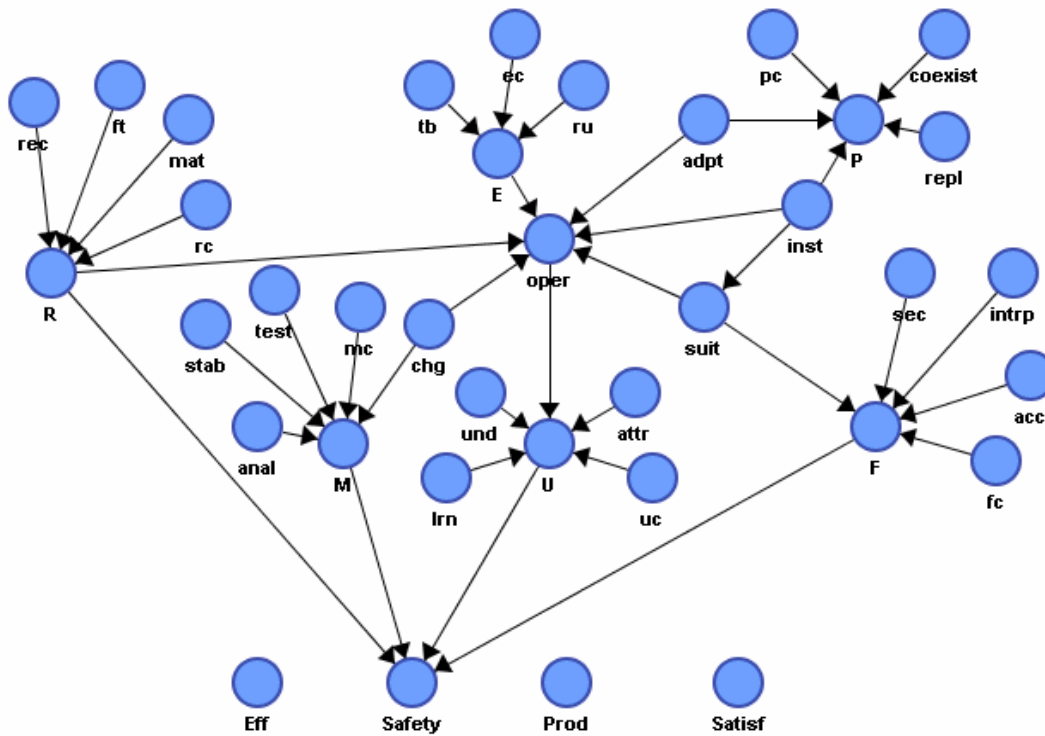 ec
pc
coexist
rec
ft
tb
ru
mat
adpt
P
repl
E
rc
inst
oper
R
test
sec
intrp
stab
mc
chg
suit
acc
und
attr
anal
M
lrn
U
uc
F
fc
Eff
Safety
Prod
Satisf